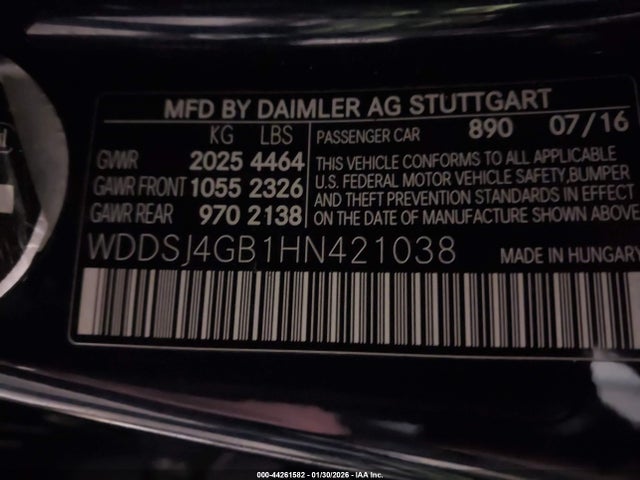 MFD BY DAIMLER AG STUTTGART
KG LBS PASSENGER CAR 890 07/16
GVWR 2025 4464 THIS VEHICLE CONFORMS TO ALL APPLICABLE
GAWR FRONT 1055 2326 U.S. FEDERAL MOTOR VEHICLE SAFETY, BUMPER
GAWR REAR 970 2138 AND THEFT PREVENTION STANDARDS IN EFFECT
ON THE DATE OF MANUFACTURE SHOWN ABOVE
WDDSJ4GB1HN421038 MADE IN HUNGARY
000-44261582 - 01/30/2026 - IAA Inc.